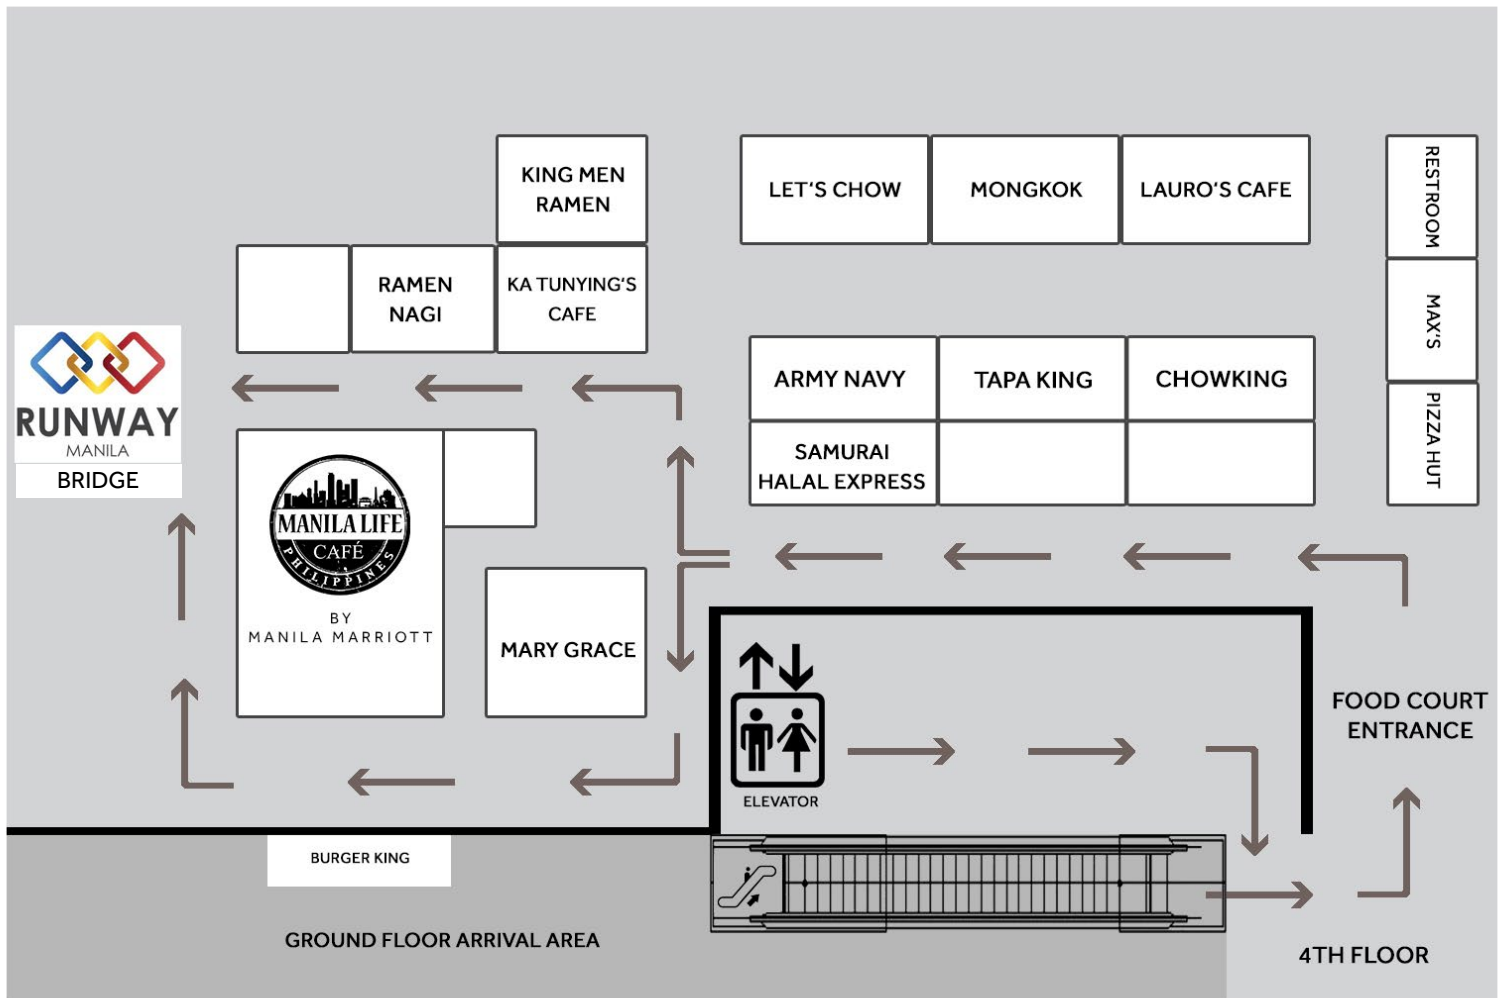 KING MEN
RAMEN
LET'S CHOW
MONGKOK
LAURO'S CAFE
RESTROOM
RAMEN
NAGI
KA TUNYING'S
CAFE
MAX'S
RUNWAY
MANILA
BRIDGE
ARMY NAVY
TAPA KING
CHOWKING
PIZZA HUT
SAMURAI
HALAL EXPRESS
MANILA LIFE
CAFÉ
PHILIPPINES
BY
MANILA MARRIOTT
MARY GRACE
FOOD COURT
ENTRANCE
ELEVATOR
BURGER KING
GROUND FLOOR ARRIVAL AREA
4TH FLOOR